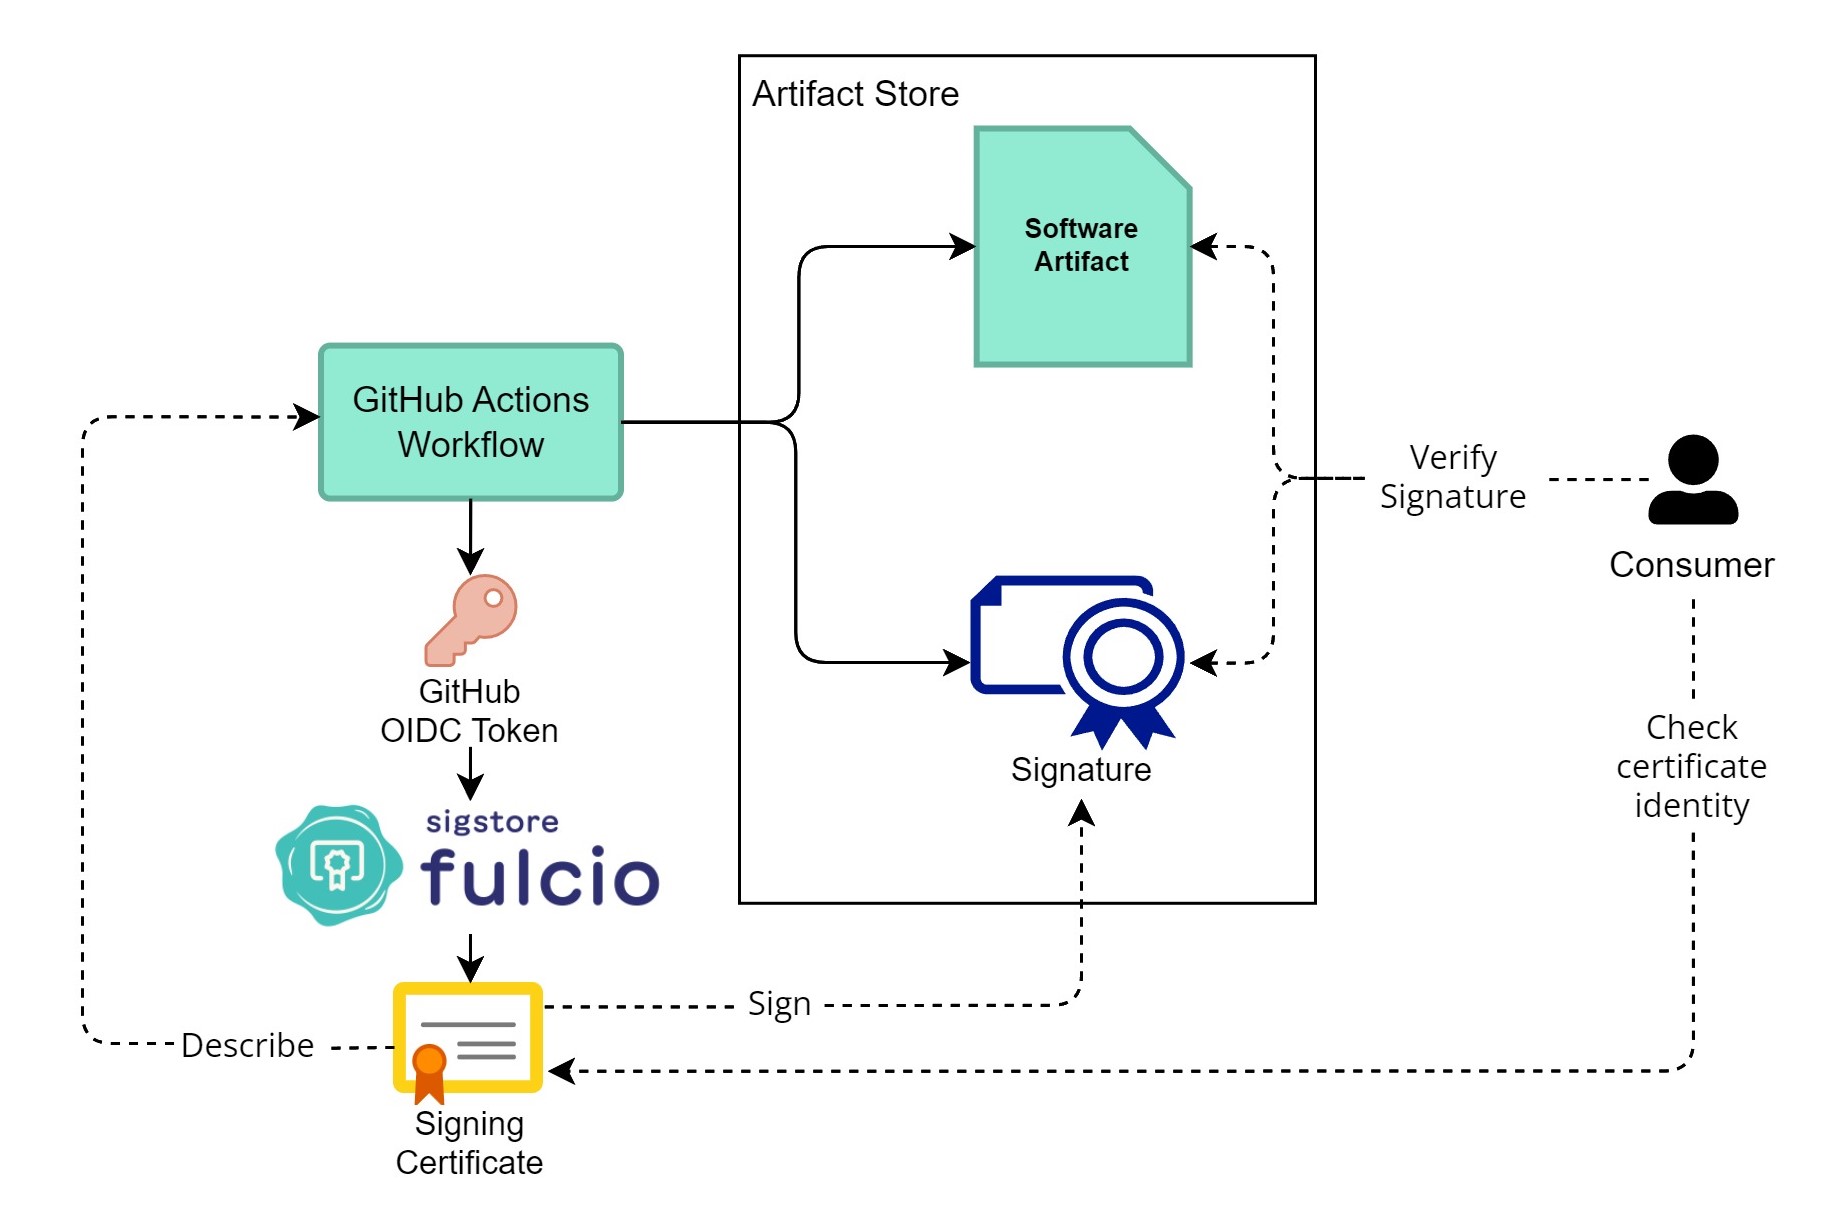 Artifact Store
Software
Artifact
GitHub Actions
Workflow
Verify
Signature
Consumer
GitHub
OIDC Token
Check
certificate
identity
Signature
sigstore
fulcio
Sign
Describe
Signing
Certificate